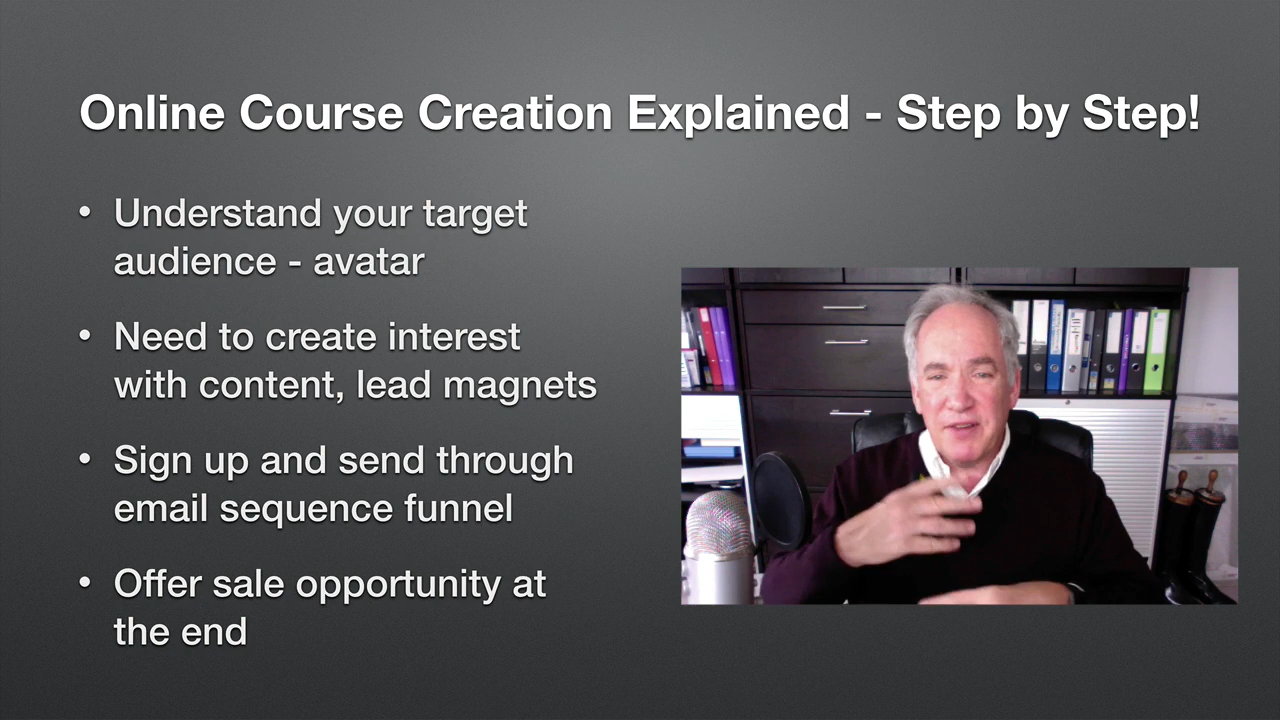 Online Course Creation Explained - Step by Step!
• Understand your target
audience - avatar
• Need to create interest
with content, lead magnets
• Sign up and send through
email sequence funnel
• Offer sale opportunity at
the end